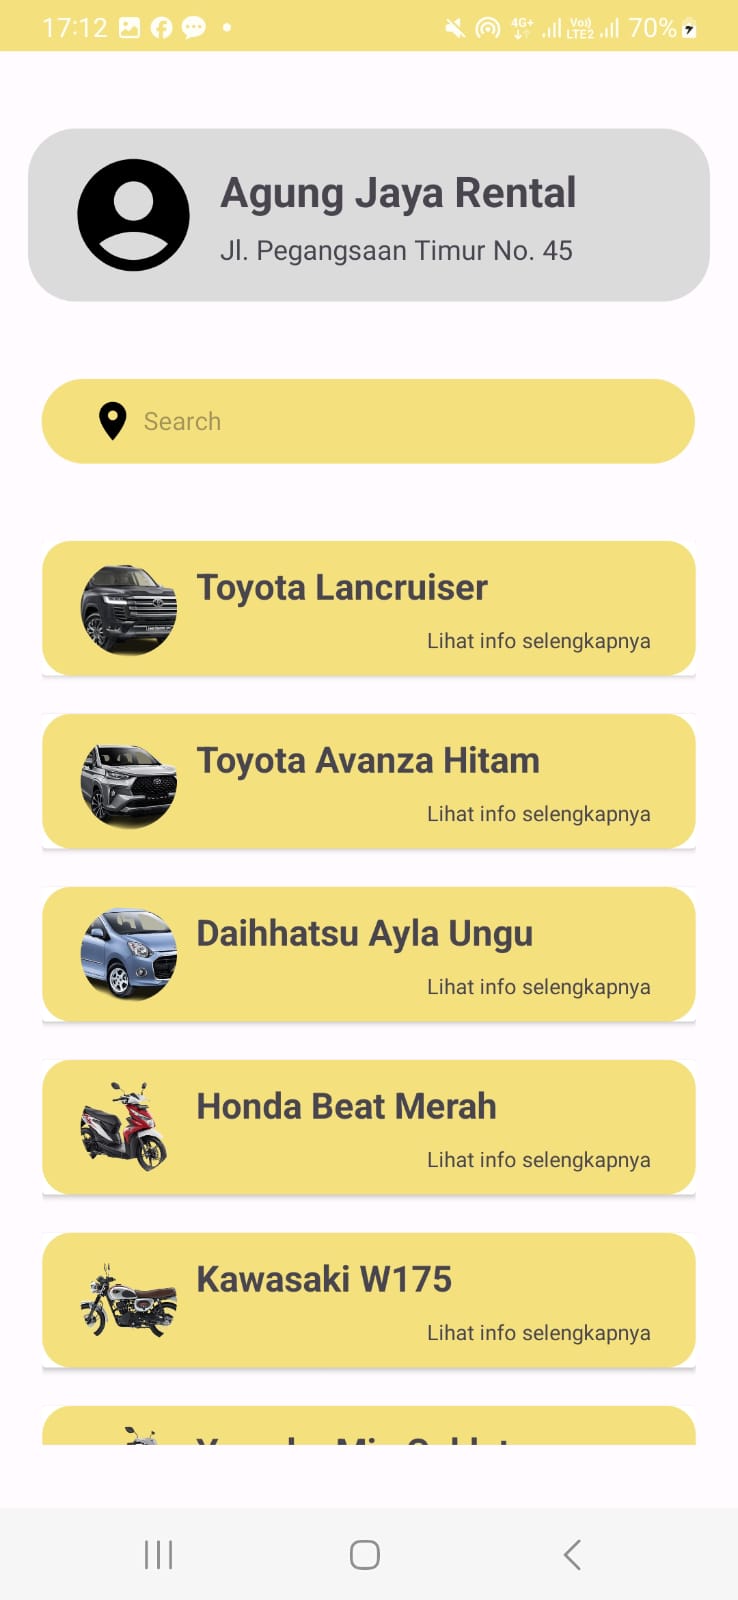 17:12
4G+
Vo))
LTE2
70%
Agung Jaya Rental
Jl. Pegangsaan Timur No. 45
Search
Toyota Lancruiser
Lihat info selengkapnya
Toyota Avanza Hitam
Lihat info selengkapnya
Daihhatsu Ayla Ungu
Lihat info selengkapnya
Honda Beat Merah
Lihat info selengkapnya
Kawasaki W175
Lihat info selengkapnya